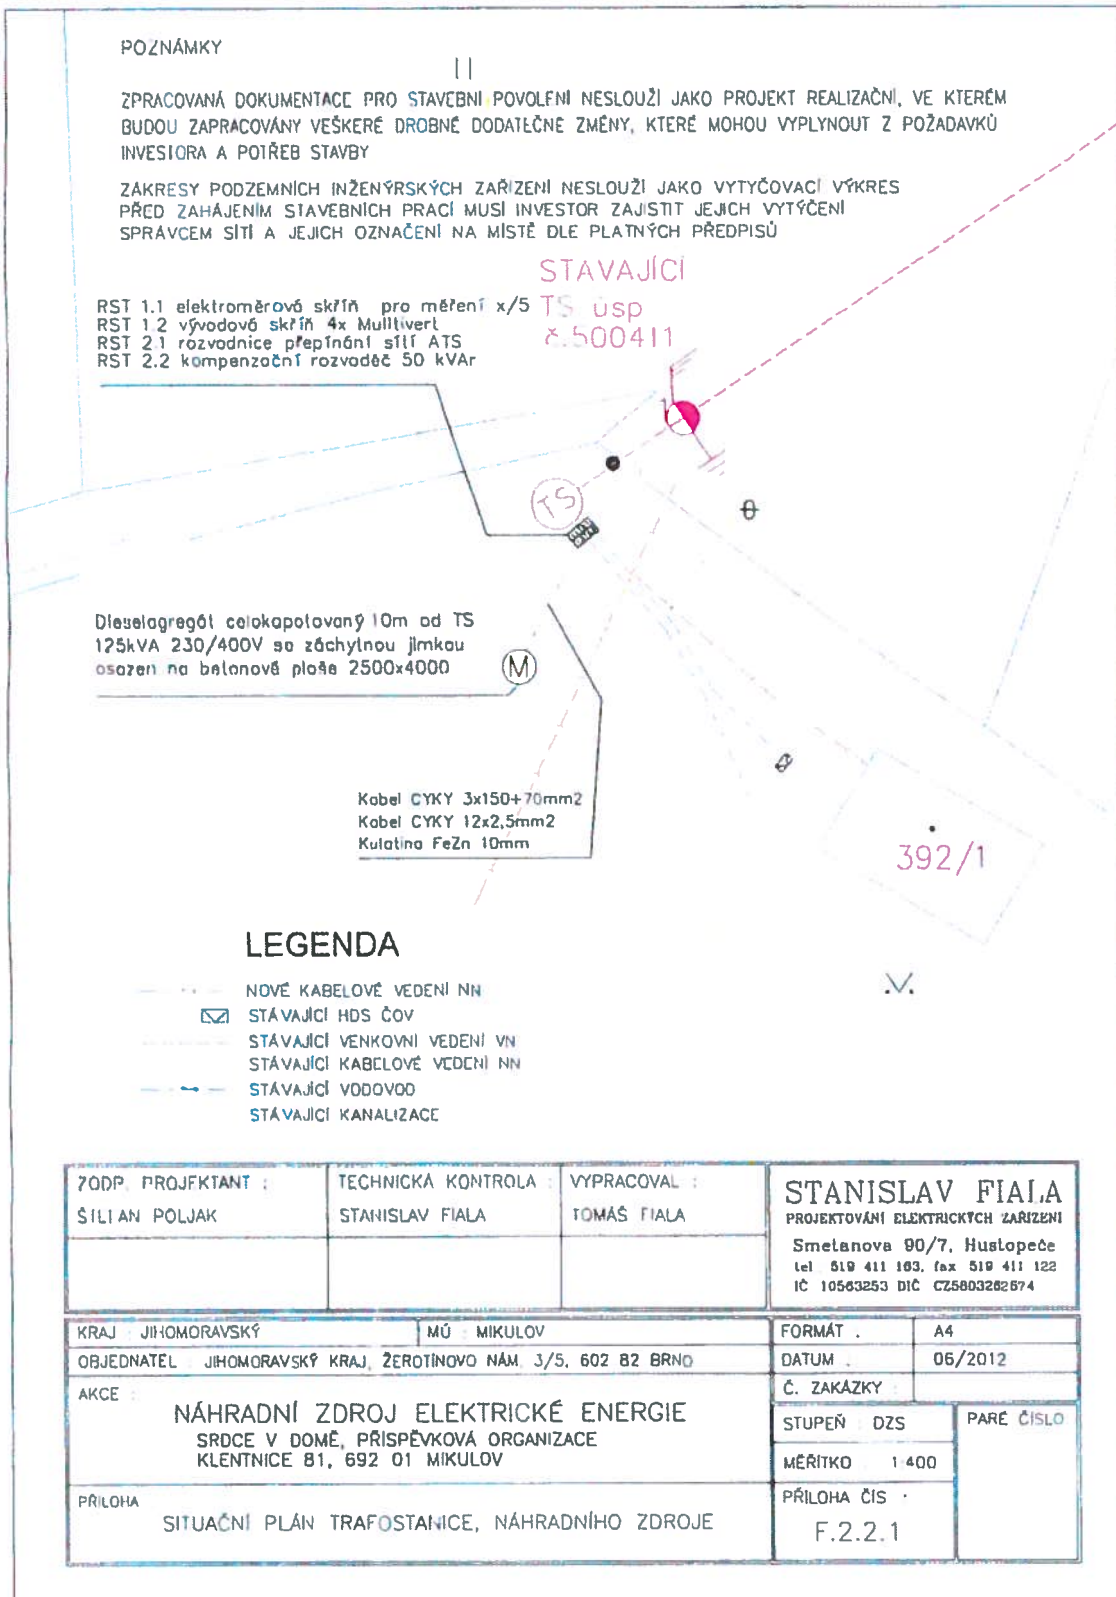 POZNÁMKY
ZPRACOVANÁ DOKUMENTACE PRO STAVEBNÍ POVOLENÍ NESLOUŽÍ JAKO PROJEKT REALIZAČNÍ, VE KTERÉM
BUDOU ZAPRACOVÁNY VEŠKERÉ DROBNÉ DODATEČNÉ ZMĚNY, KTERÉ MOHOU VYPLYNOUT Z POŽADAVKŮ
INVESTORA A POTŘEB STAVBY
ZÁKRESY PODZEMNÍCH INŽENÝRSKÝCH ZAŘÍZENÍ NESLOUŽÍ JAKO VYTYČOVACÍ VÝKRES
PŘED ZAHÁJENÍM STAVEBNÍCH PRACÍ MUSÍ INVESTOR ZAJISTIT JEJICH VYTÝČENÍ
SPRÁVCEM SÍTÍ A JEJICH OZNAČENÍ NA MÍSTĚ DLE PLATNÝCH PŘEDPISŮ
STAVAJÍCÍ
TS úsp
č.500411
RST 1.1 elektroměrová skříň pro měření x/5
RST 1.2 vývodová skříň 4x Multivert
RST 2.1 rozvodnice přepínání sítí ATS
RST 2.2 kompenzační rozvaděč 50 kVAr
TS
Dieselagregát celokapotovaný 10m od TS
125kVA 230/400V se záchytnou jímkou
osazen na betonové ploše 2500x4000
M
Kabel CYKY 3x150+70mm2
Kabel CYKY 12x2,5mm2
Kulatina FeZn 10mm
392/1
LEGENDA
NOVÉ KABELOVÉ VEDENÍ NN
STÁVAJÍCÍ HDS ČOV
STÁVAJÍCÍ VENKOVNÍ VEDENÍ VN
STÁVAJÍCÍ KABELOVÉ VEDENÍ NN
STÁVAJÍCÍ VODOVOD
STÁVAJÍCÍ KANALIZACE
ZODP. PROJEKTANT :
ŠILIAN POLJAK
TECHNICKÁ KONTROLA :
STANISLAV FIALA
VYPRACOVAL :
TOMÁŠ FIALA
STANISLAV FIALA
PROJEKTOVÁNÍ ELEKTRICKÝCH ZAŘÍZENÍ
Smetanova 90/7, Hustopeče
tel 519 411 163, fax 519 411 122
IČ 10563253 DIČ CZ5803262674
KRAJ : JIHOMORAVSKÝ
MÚ : MIKULOV
OBJEDNATEL : JIHOMORAVSKÝ KRAJ, ŽEROTÍNOVO NÁM. 3/5, 602 82 BRNO
AKCE :
NÁHRADNÍ ZDROJ ELEKTRICKÉ ENERGIE
SRDCE V DOMĚ, PŘÍSPĚVKOVÁ ORGANIZACE
KLENTNICE 81, 692 01 MIKULOV
PŘÍLOHA
SITUAČNÍ PLÁN TRAFOSTANICE, NÁHRADNÍHO ZDROJE
FORMÁT : A4
DATUM : 06/2012
Č. ZAKÁZKY :
STUPEŇ : DZS
MĚŘÍTKO 1:400
PŘÍLOHA ČÍS :
F.2.2.1
PARÉ ČÍSLO